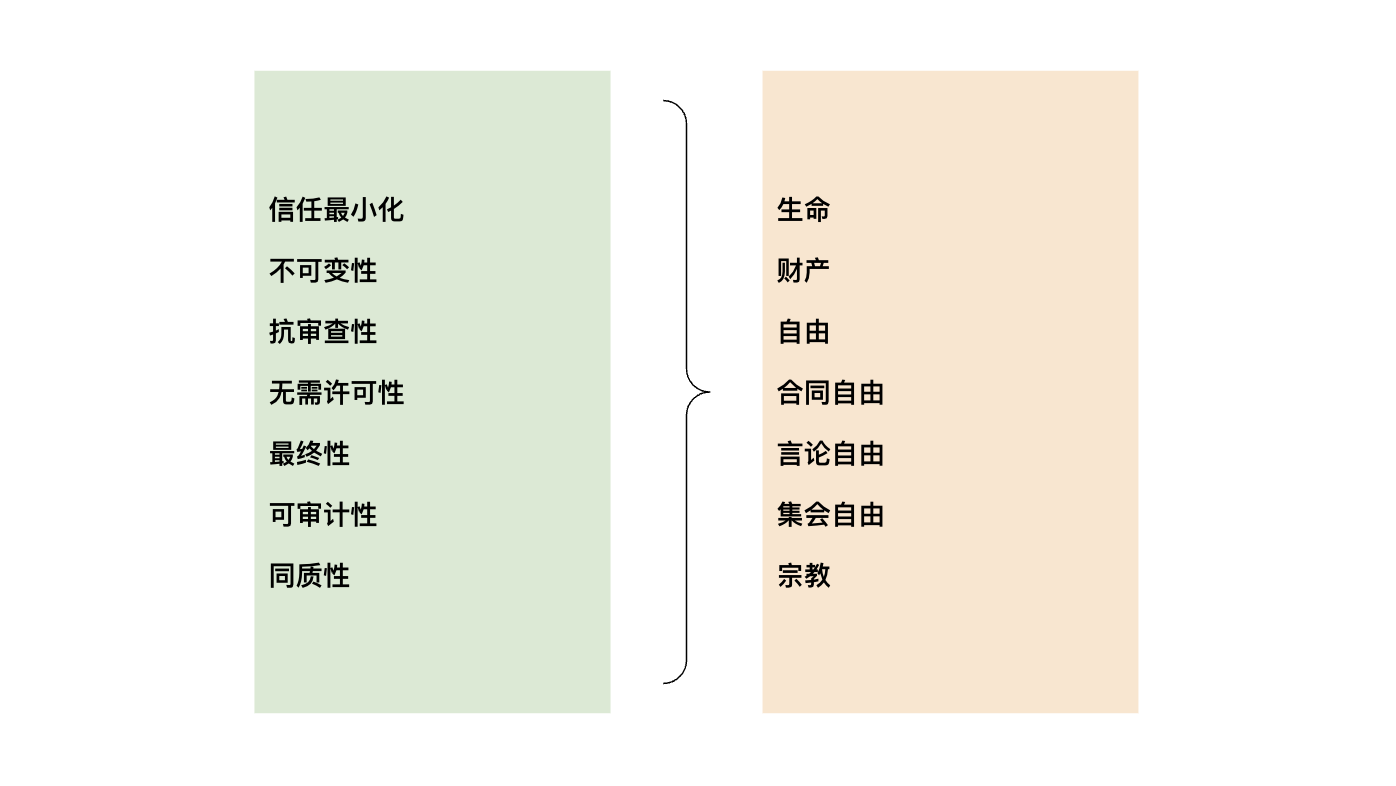 信任最小化
不可变性
抗审查性
无需许可性
最终性
可审计性
同质性
生命
财产
自由
合同自由
言论自由
集会自由
宗教